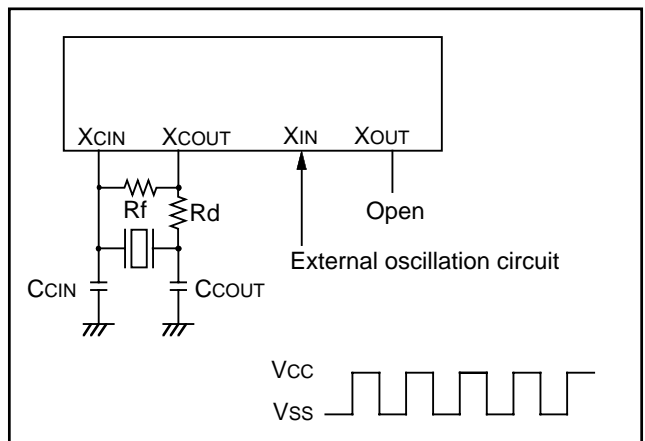 XCIN XCOUT XIN XOUT
Rf Rd
Open
External oscillation circuit
CCIN CCOUT
VCC
VSS